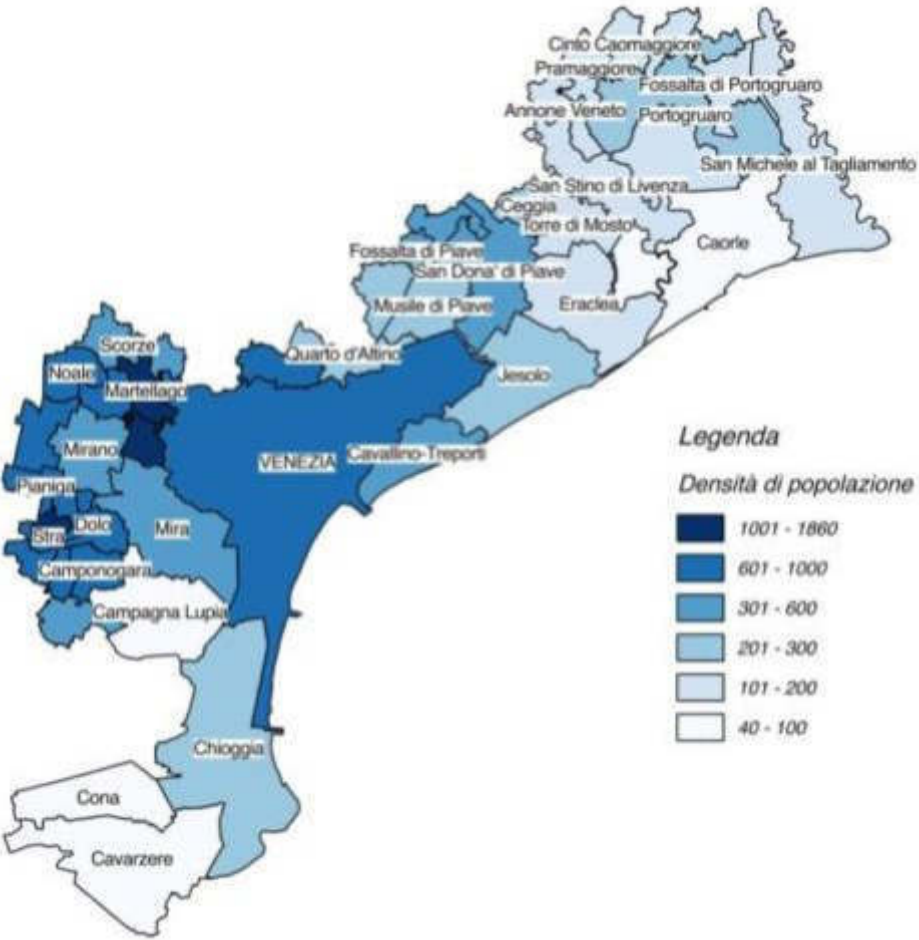 Cinto Caomaggiore
Pramaggiore
Fossalta di Portogruaro
Annone Veneto
Portogruaro
San Michele al Tagliamento
San Stino di Livenza
Ceggia
Torre di Mosto
Caorle
Fossalta di Piave
San Dona' di Piave
Musile di Piave
Eraclea
Scorze
Quarto d'Altino
Noale
Martellago
Jesolo
Mirano
VENEZIA
Cavallino-Treporti
Pianiga
Stra
Dolo
Mira
Camponogara
Campagna Lupia
Chioggia
Cona
Cavarzere
Legenda
Densità di popolazione
1001 - 1860
601 - 1000
301 - 600
201 - 300
101 - 200
40 - 100